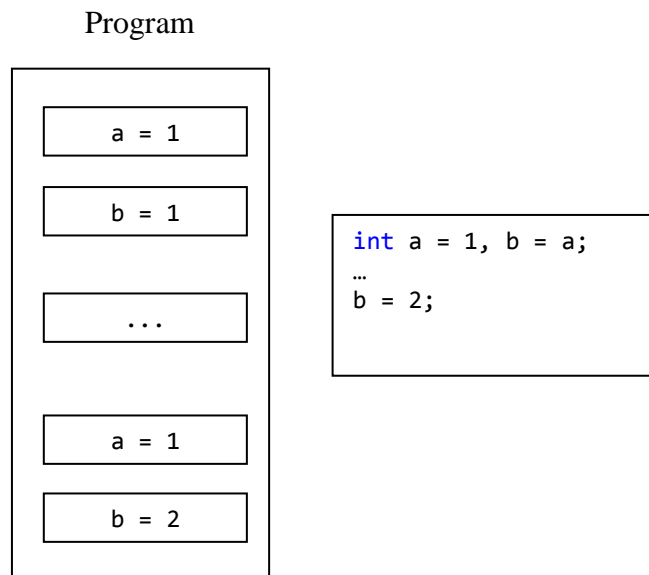 Program
a = 1
b = 1
...
a = 1
b = 2
int a = 1, b = a;
…
b = 2;